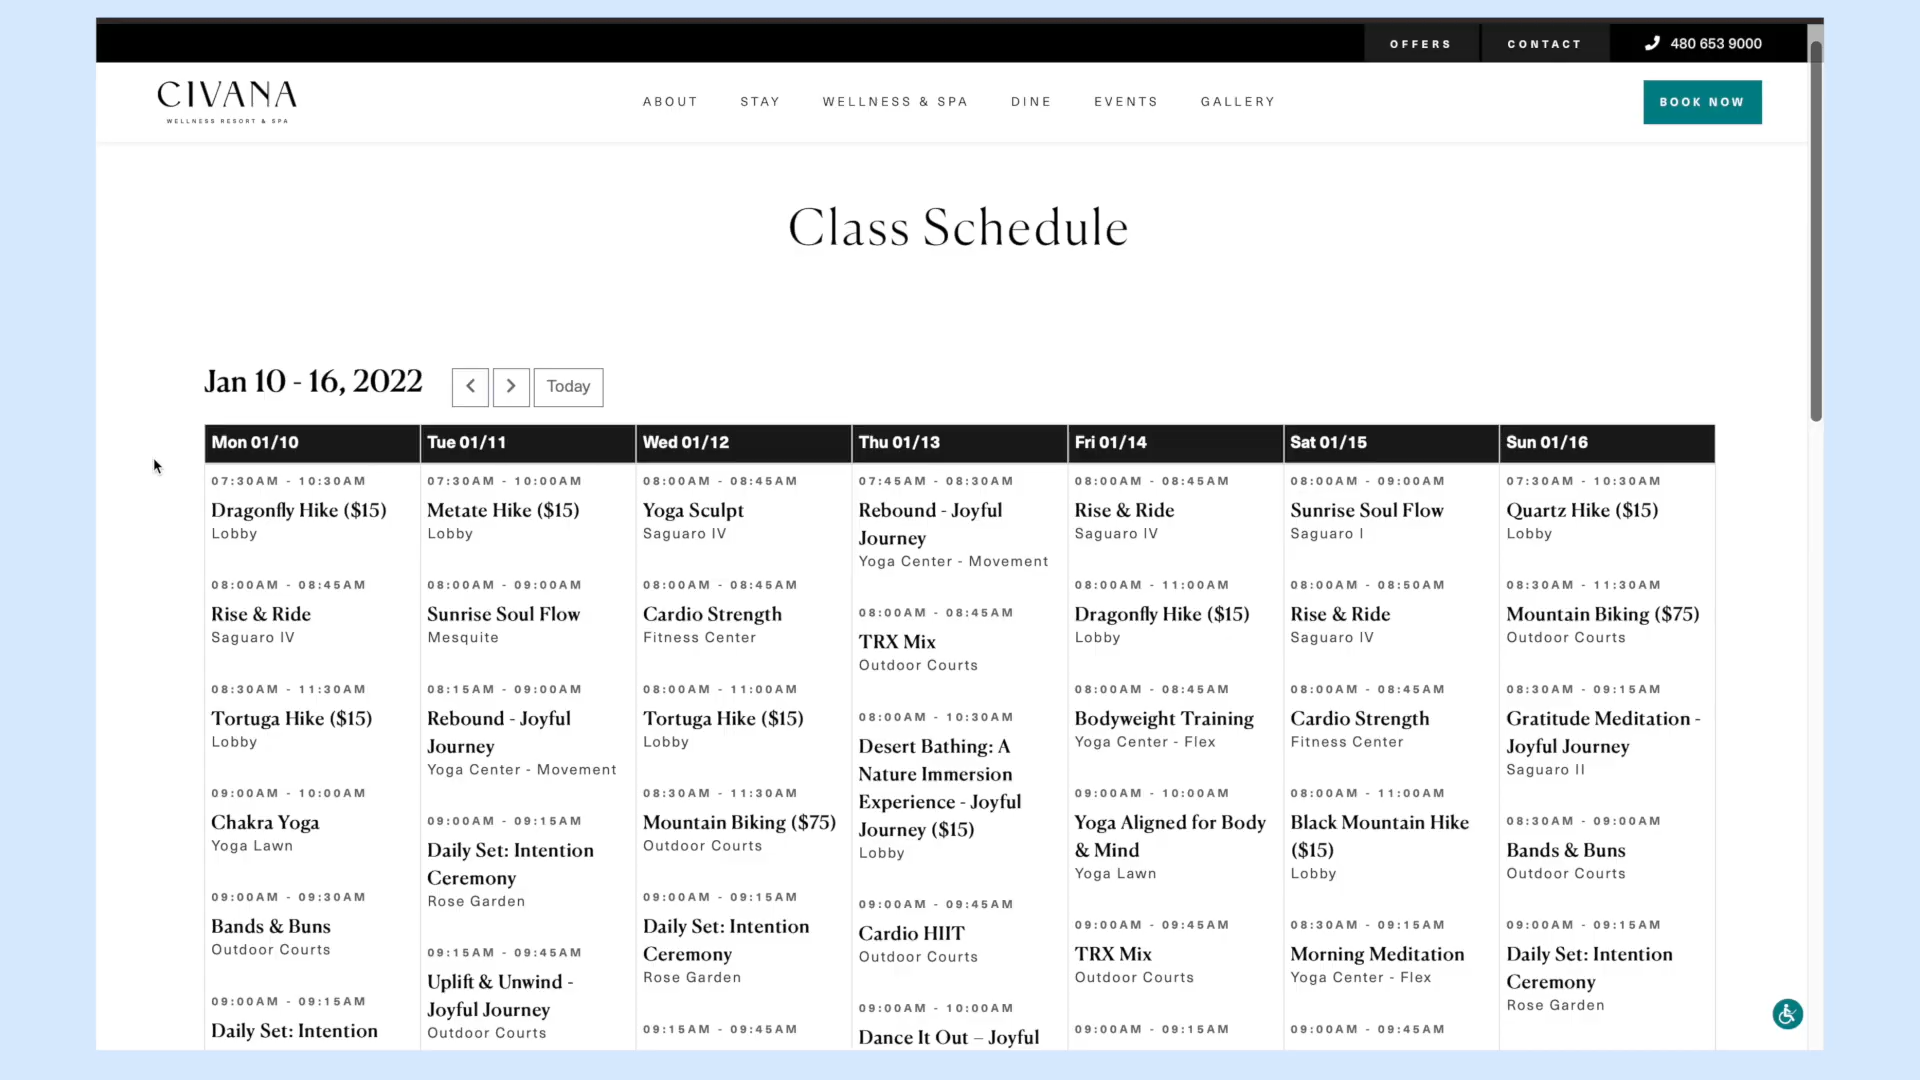 OFFERS
CONTACT
480 653 9000
CIVANA
WELLNESS RESORT & SPA
ABOUT
STAY
WELLNESS & SPA
DINE
EVENTS
GALLERY
BOOK NOW
Class Schedule
Jan 10 - 16, 2022
Today
Mon 01/10
07:30AM - 10:30AM
Dragonfly Hike ($15)
Lobby
08:00AM - 08:45AM
Rise & Ride
Saguaro IV
08:30AM - 11:30AM
Tortuga Hike ($15)
Lobby
09:00AM - 10:00AM
Chakra Yoga
Yoga Lawn
09:00AM - 09:30AM
Bands & Buns
Outdoor Courts
09:00AM - 09:15AM
Daily Set: Intention
Tue 01/11
07:30AM - 10:00AM
Metate Hike ($15)
Lobby
08:00AM - 09:00AM
Sunrise Soul Flow
Mesquite
08:15AM - 09:00AM
Rebound - Joyful
Journey
Yoga Center - Movement
09:00AM - 09:15AM
Daily Set: Intention
Ceremony
Rose Garden
09:15AM - 09:45AM
Uplift & Unwind -
Joyful Journey
Outdoor Courts
Wed 01/12
08:00AM - 08:45AM
Yoga Sculpt
Saguaro IV
08:00AM - 08:45AM
Cardio Strength
Fitness Center
08:00AM - 11:00AM
Tortuga Hike ($15)
Lobby
08:30AM - 11:30AM
Mountain Biking ($75)
Outdoor Courts
09:00AM - 09:15AM
Daily Set: Intention
Ceremony
Rose Garden
09:15AM - 09:45AM
Thu 01/13
07:45AM - 08:30AM
Rebound - Joyful
Journey
Yoga Center - Movement
08:00AM - 08:45AM
TRX Mix
Outdoor Courts
08:00AM - 10:30AM
Desert Bathing: A
Nature Immersion
Experience - Joyful
Journey ($15)
Lobby
09:00AM - 09:45AM
Cardio HIIT
Outdoor Courts
09:00AM - 10:00AM
Dance It Out – Joyful
Fri 01/14
08:00AM - 08:45AM
Rise & Ride
Saguaro IV
08:00AM - 11:00AM
Dragonfly Hike ($15)
Lobby
08:00AM - 08:45AM
Bodyweight Training
Yoga Center - Flex
09:00AM - 10:00AM
Yoga Aligned for Body
& Mind
Yoga Lawn
09:00AM - 09:45AM
TRX Mix
Outdoor Courts
09:00AM - 09:15AM
Sat 01/15
08:00AM - 09:00AM
Sunrise Soul Flow
Saguaro I
08:00AM - 08:50AM
Rise & Ride
Saguaro IV
08:00AM - 08:45AM
Cardio Strength
Fitness Center
08:00AM - 11:00AM
Black Mountain Hike
($15)
Lobby
08:30AM - 09:15AM
Morning Meditation
Yoga Center - Flex
09:00AM - 09:45AM
Sun 01/16
07:30AM - 10:30AM
Quartz Hike ($15)
Lobby
08:30AM - 11:30AM
Mountain Biking ($75)
Outdoor Courts
08:30AM - 09:15AM
Gratitude Meditation -
Joyful Journey
Saguaro II
08:30AM - 09:00AM
Bands & Buns
Outdoor Courts
09:00AM - 09:15AM
Daily Set: Intention
Ceremony
Rose Garden